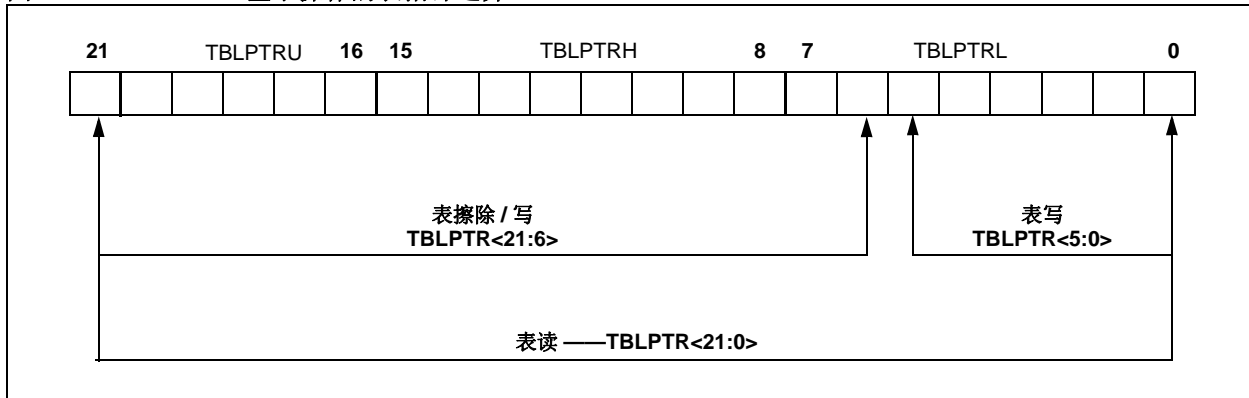 21 TBLPTRU 16 15 TBLPTRH 8 7 TBLPTRL 0
表擦除 / 写
TBLPTR<21:6>
表写
TBLPTR<5:0>
表读 ——TBLPTR<21:0>